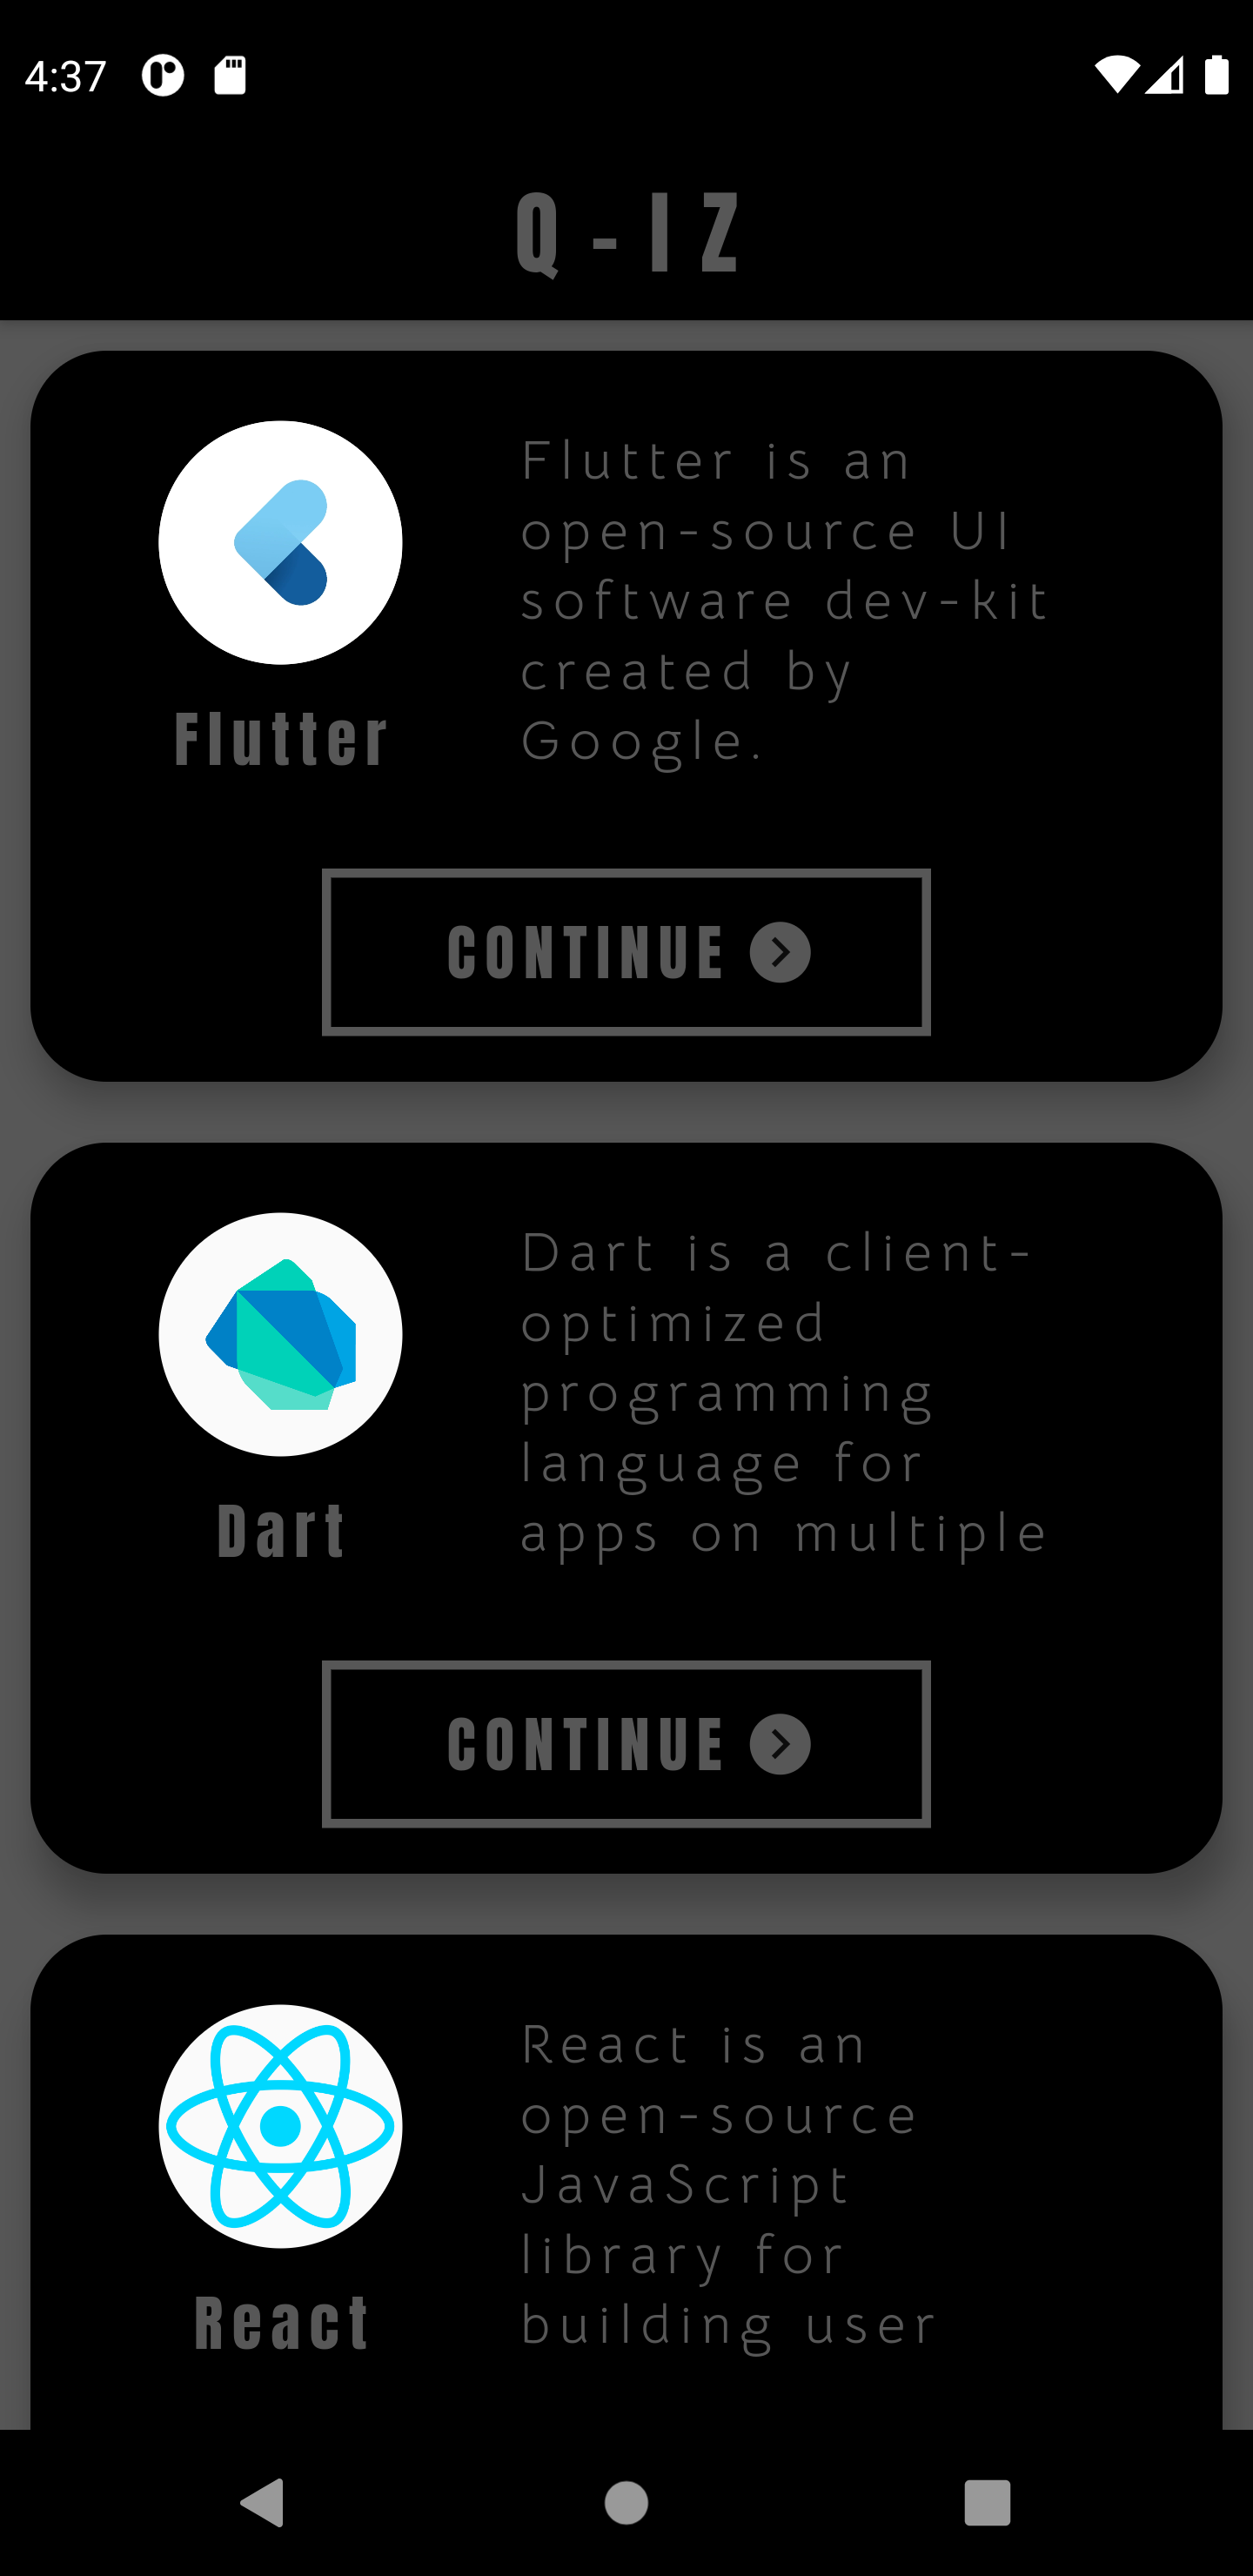 4:37
Q-IZ
Flutter is an
open-source UI
software dev-kit
created by
Google.
Flutter
CONTINUE
Dart is a client-
optimized
programming
language for
apps on multiple
Dart
CONTINUE
React is an
open-source
JavaScript
library for
building user
React